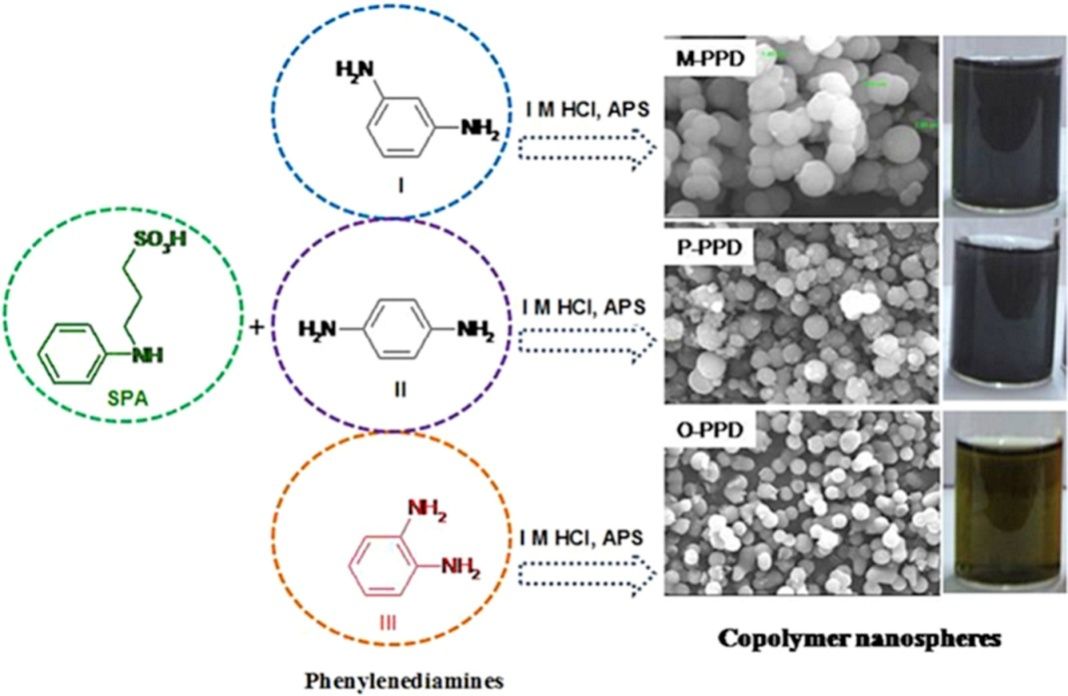 H₂N
NH₂
I
I M HCl, APS
M-PPD
SO₃H
NH
SPA
+
H₂N
NH₂
II
I M HCl, APS
P-PPD
NH₂
NH₂
III
I M HCl, APS
O-PPD
Copolymer nanospheres
Phenylenediamines